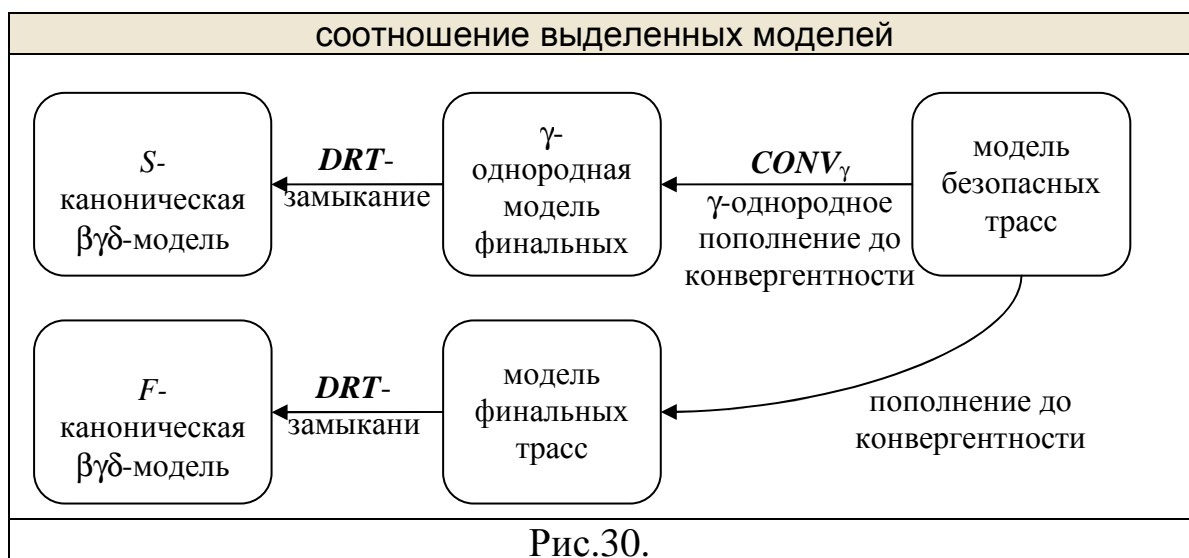 соотношение выделенных моделей
S-
каноническая
βγδ-модель
DRT-
замыкание
γ-
однородная
модель
финальных
CONVγ
γ-однородное
пополнение до
конвергентности
модель
безопасных
трасс
F-
каноническая
βγδ-модель
DRT-
замыкани
модель
финальных
трасс
пополнение до
конвергентности
Рис.30.